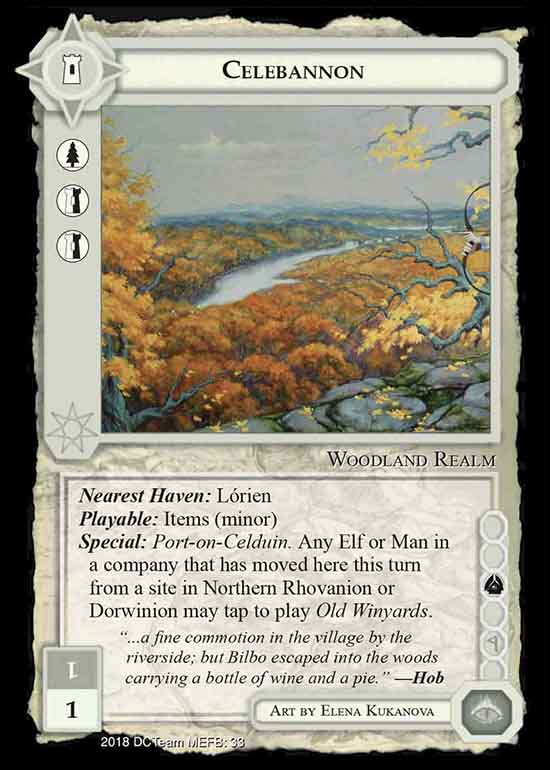 Celebannon
Woodland Realm
Nearest Haven: Lórien
Playable: Items (minor)
Special: Port-on-Celduin. Any Elf or Man in
a company that has moved here this turn
from a site in Northern Rhovanion or
Dorwinion may tap to play Old Winyards.
“...a fine commotion in the village by the
riverside; but Bilbo escaped into the woods
carrying a bottle of wine and a pie.” —Hob
1
1
Art by Elena Kukanova
2018 DCTeam MEFB: 33